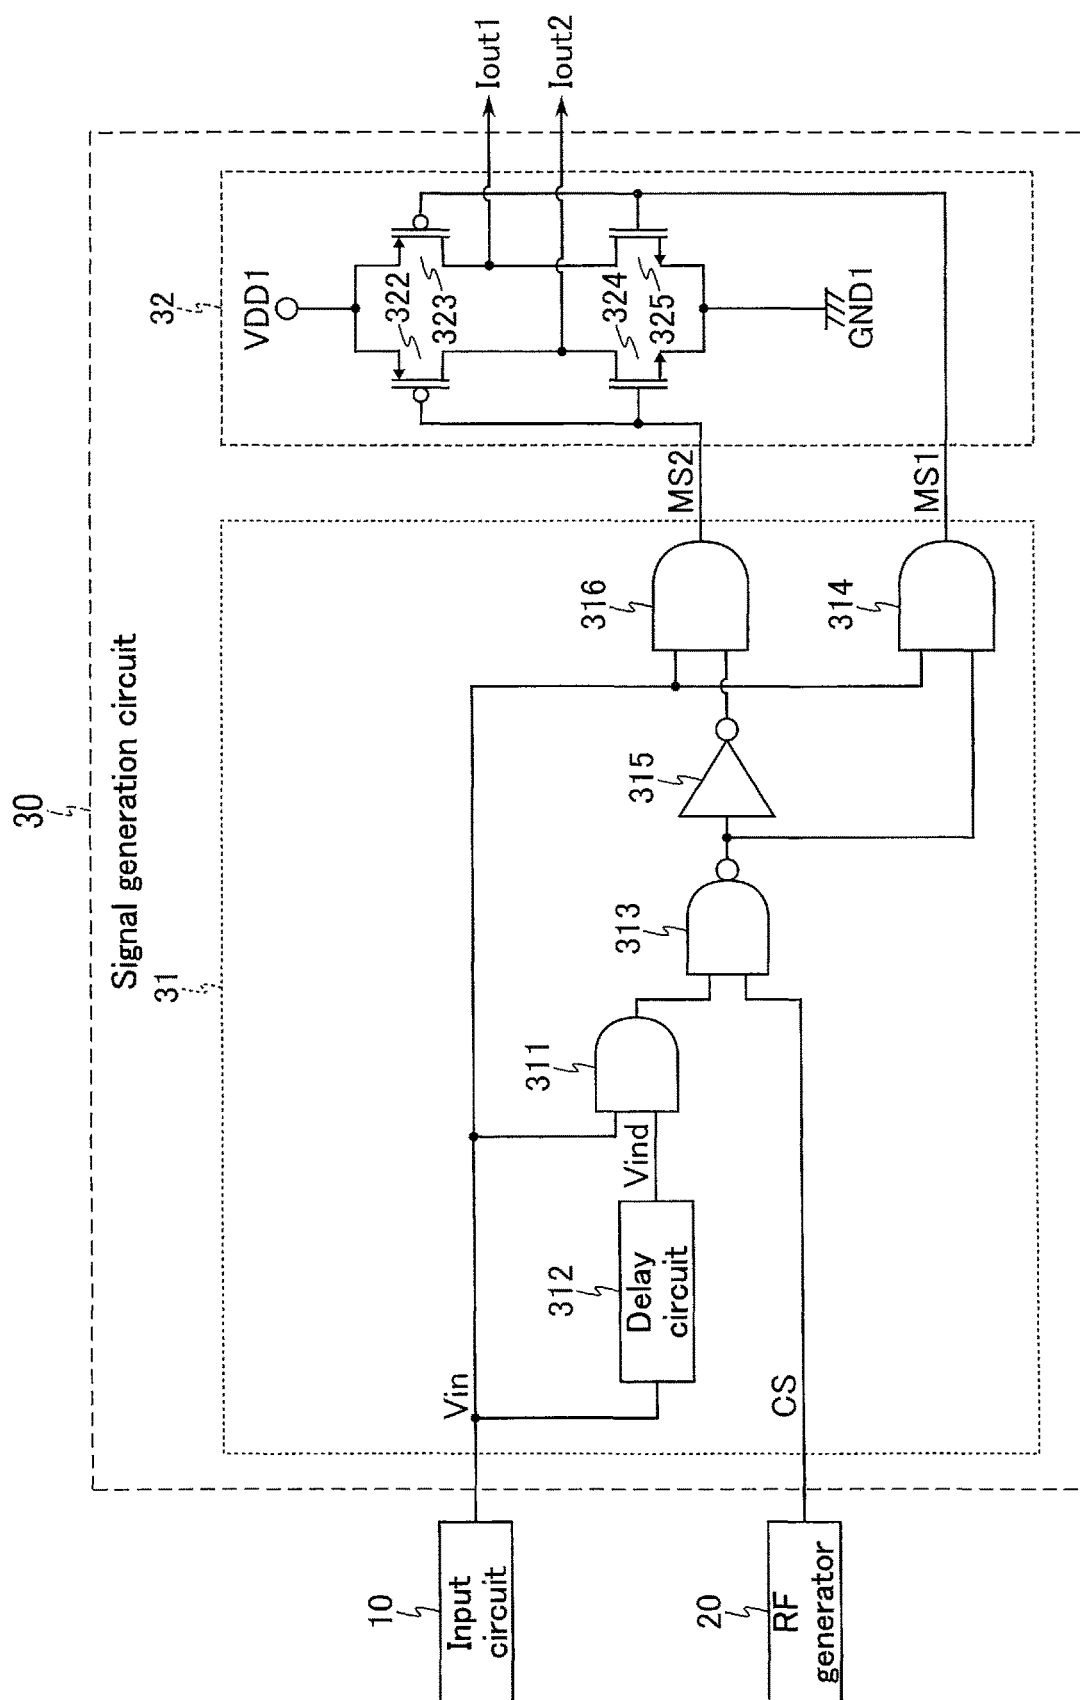 30
Signal generation circuit
31
32
VDD1
322
323
324
325
GND1
Iout1
Iout2
10
Input
circuit
Vin
312
Delay
circuit
Vind
311
313
315
316
MS2
314
MS1
20
RF
generator
CS